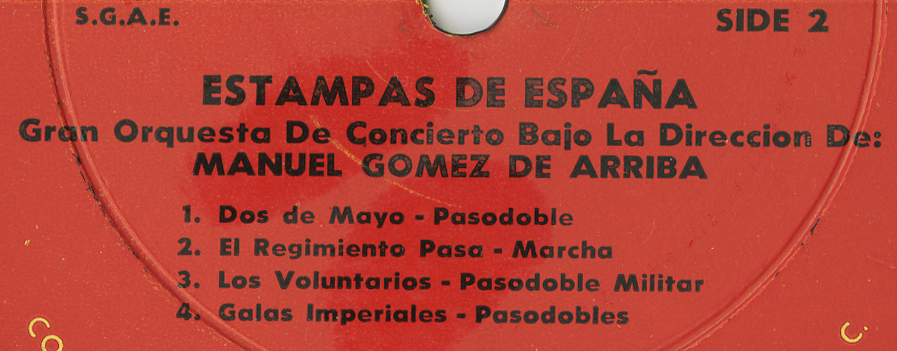 S.G.A.E.
SIDE 2
ESTAMPAS DE ESPAÑA
Gran Orquesta De Concierto Bajo La Direccion De:
MANUEL GOMEZ DE ARRIBA
1. Dos de Mayo - Pasodoble
2. El Regimiento Pasa - Marcha
3. Los Voluntarios - Pasodoble Militar
4. Galas Imperiales - Pasodobles